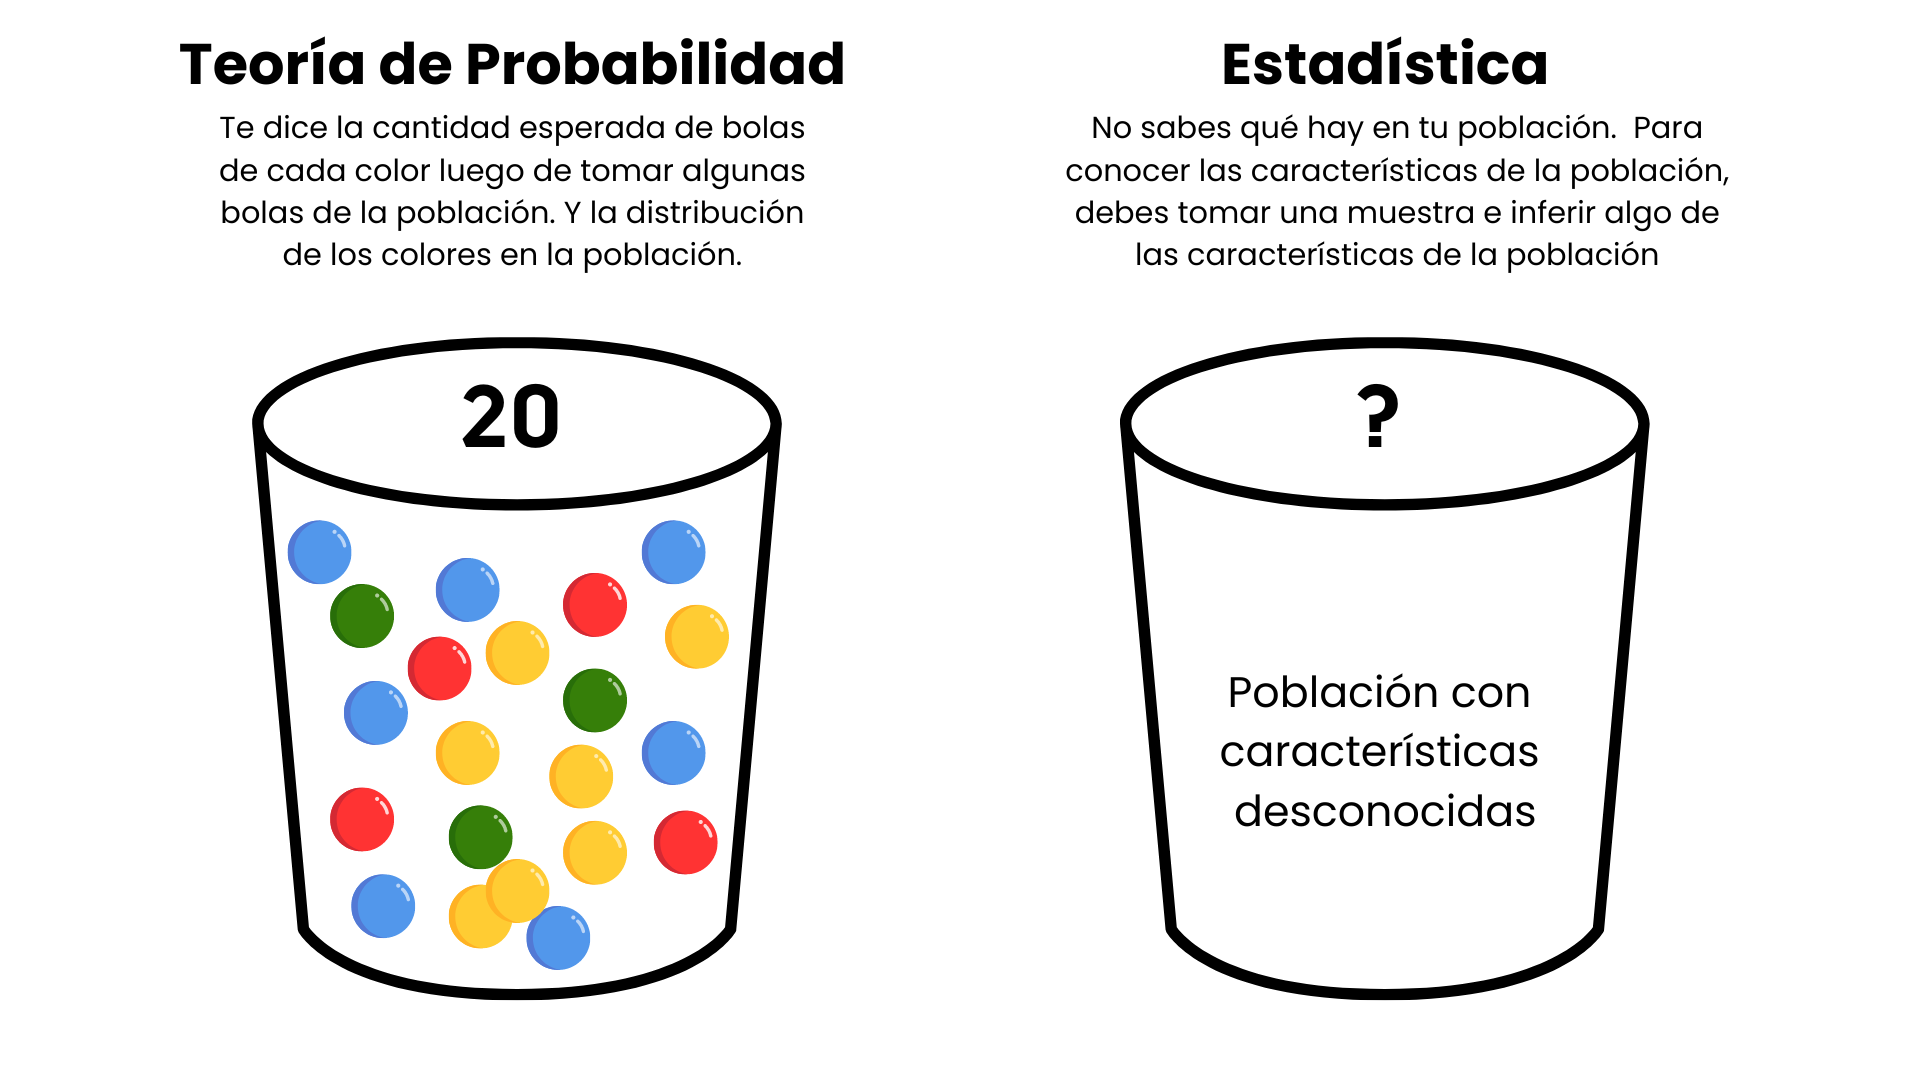 Teoría de Probabilidad
Te dice la cantidad esperada de bolas
de cada color luego de tomar algunas
bolas de la población. Y la distribución
de los colores en la población.
20
Estadística
No sabes qué hay en tu población.  Para
conocer las características de la población,
debes tomar una muestra e inferir algo de
las características de la población
?
Población con
características
desconocidas